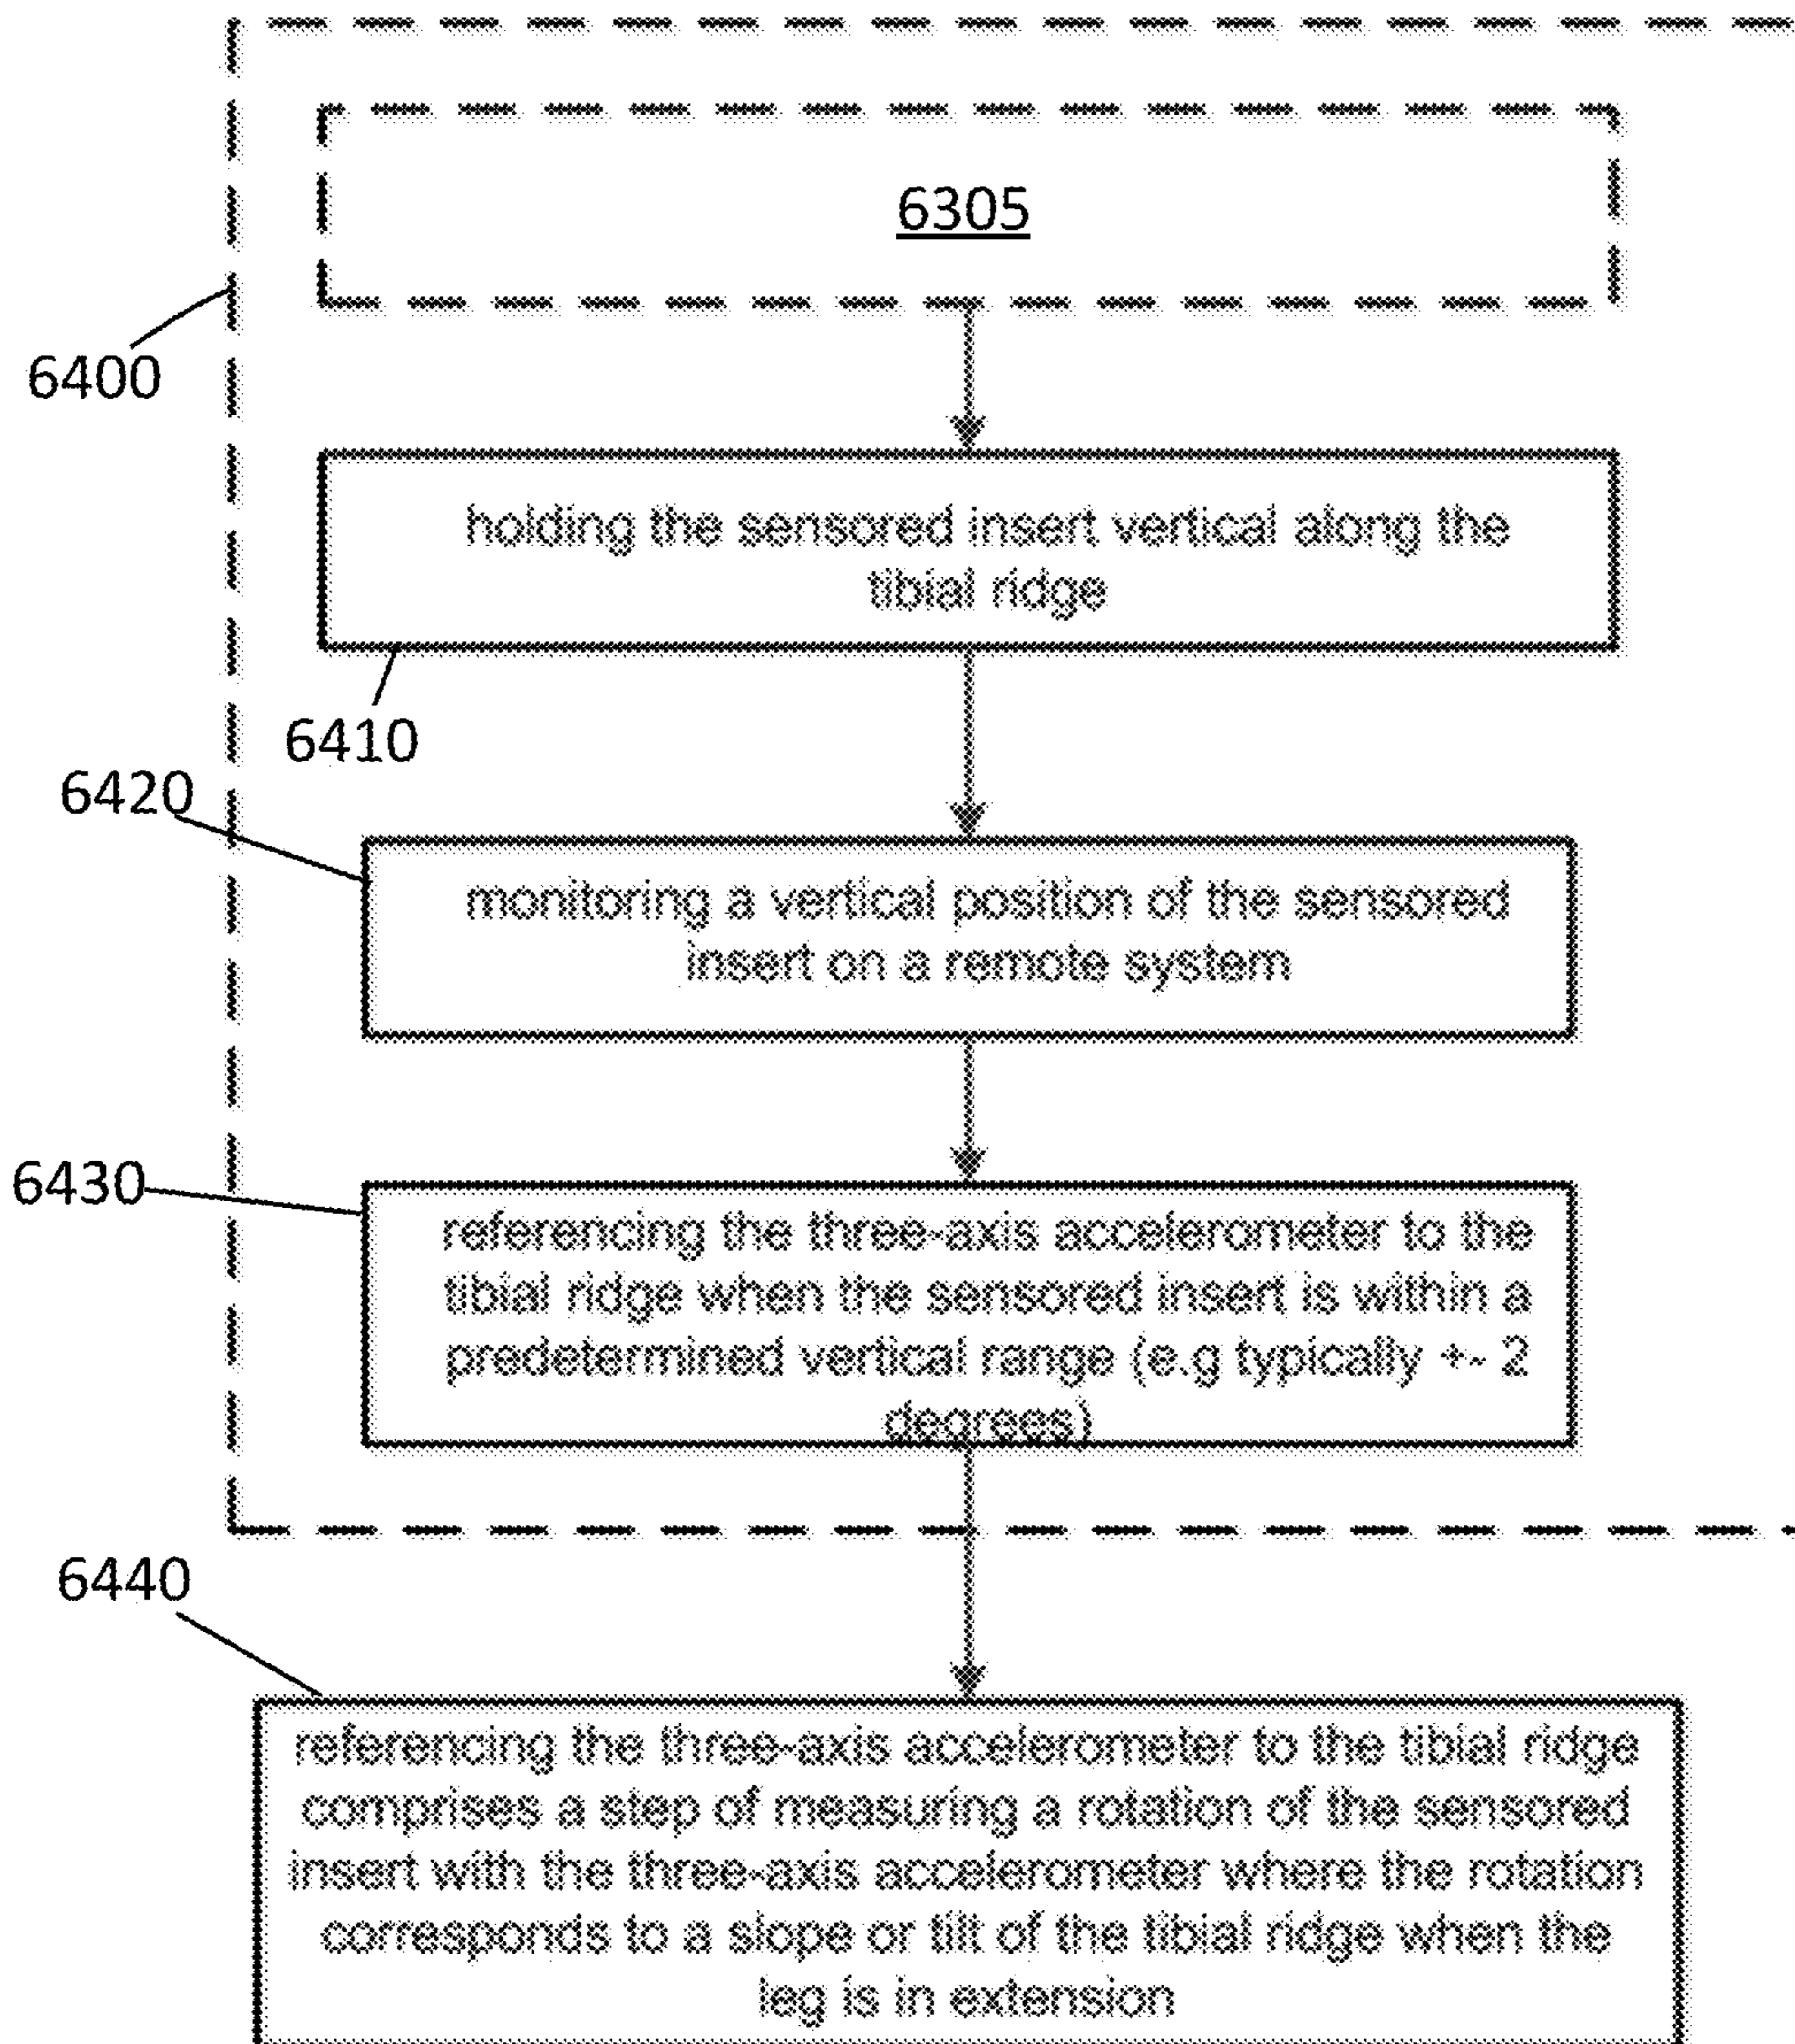 6305
6400
holding the sensored insert vertical along the
tibial ridge
6410
6420
monitoring a vertical position of the sensored
insert on a remote system
6430
referencing the three-axis accelerometer to the
tibial ridge when the sensored insert is within a
predetermined vertical range (e.g typically +- 2
degrees)
6440
referencing the three-axis accelerometer to the tibial ridge
comprises a step of measuring a rotation of the sensored
insert with the three-axis accelerometer where the rotation
corresponds to a slope or tilt of the tibial ridge when the
leg is in extension